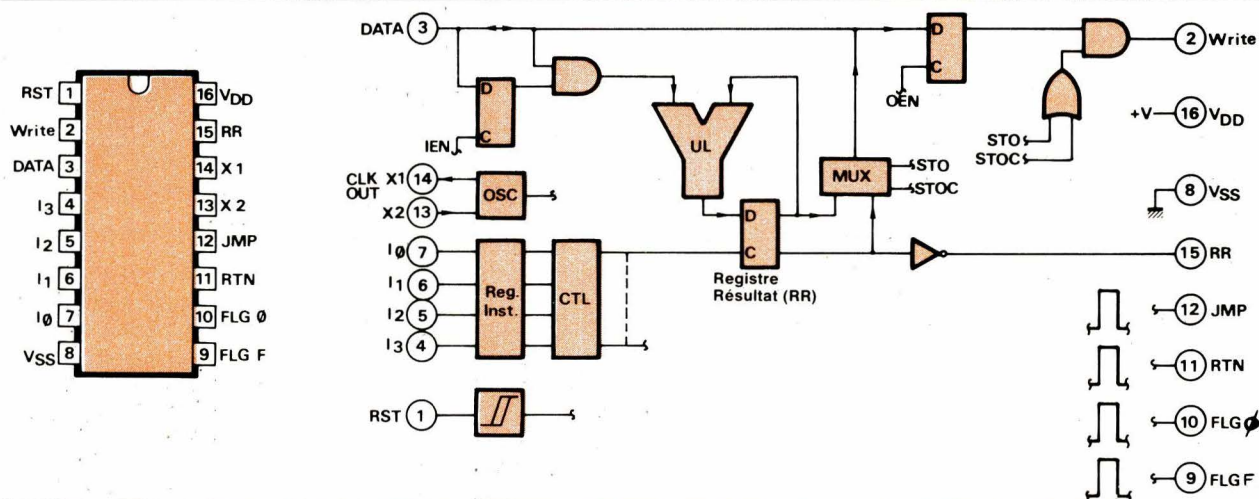 RST 1
Write 2
DATA 3
I3 4
I2 5
I1 6
IØ 7
VSS 8
16 VDD
15 RR
14 X1
13 X2
12 JMP
11 RTN
10 FLG Ø
9 FLG F
DATA 3
D
C
IEN
UL
D
C
OEN
2 Write
STO
STOC
+V 16 VDD
8 VSS
CLK X1 14
OUT
X2 13
OSC
MUX
STO
STOC
IØ 7
I1 6
I2 5
I3 4
Reg.
Inst.
CTL
D
C
Registre
Résultat (RR)
15 RR
12 JMP
11 RTN
10 FLG Ø
9 FLG F
RST 1